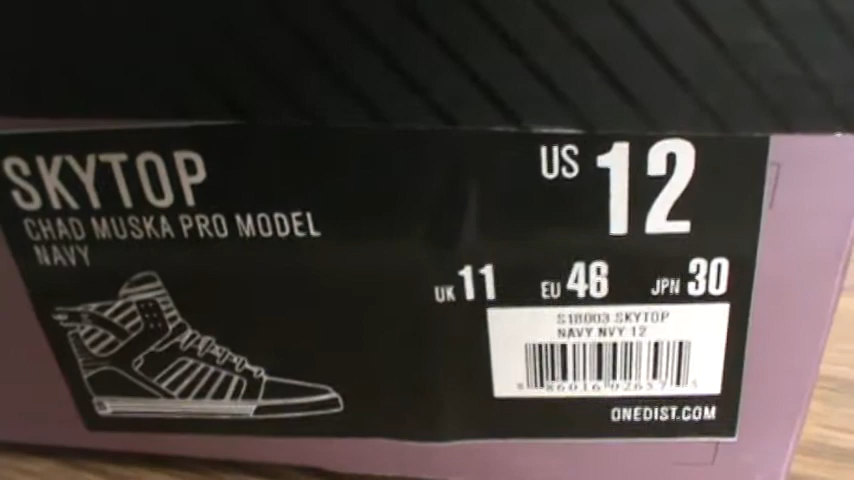 SKYTOP
CHAD MUSKA PRO MODEL
NAVY
US 12
UK 11 EU 46 JPN 30
S18003 SKYTOP
NAVY NVY 12
ONEDIST.COM